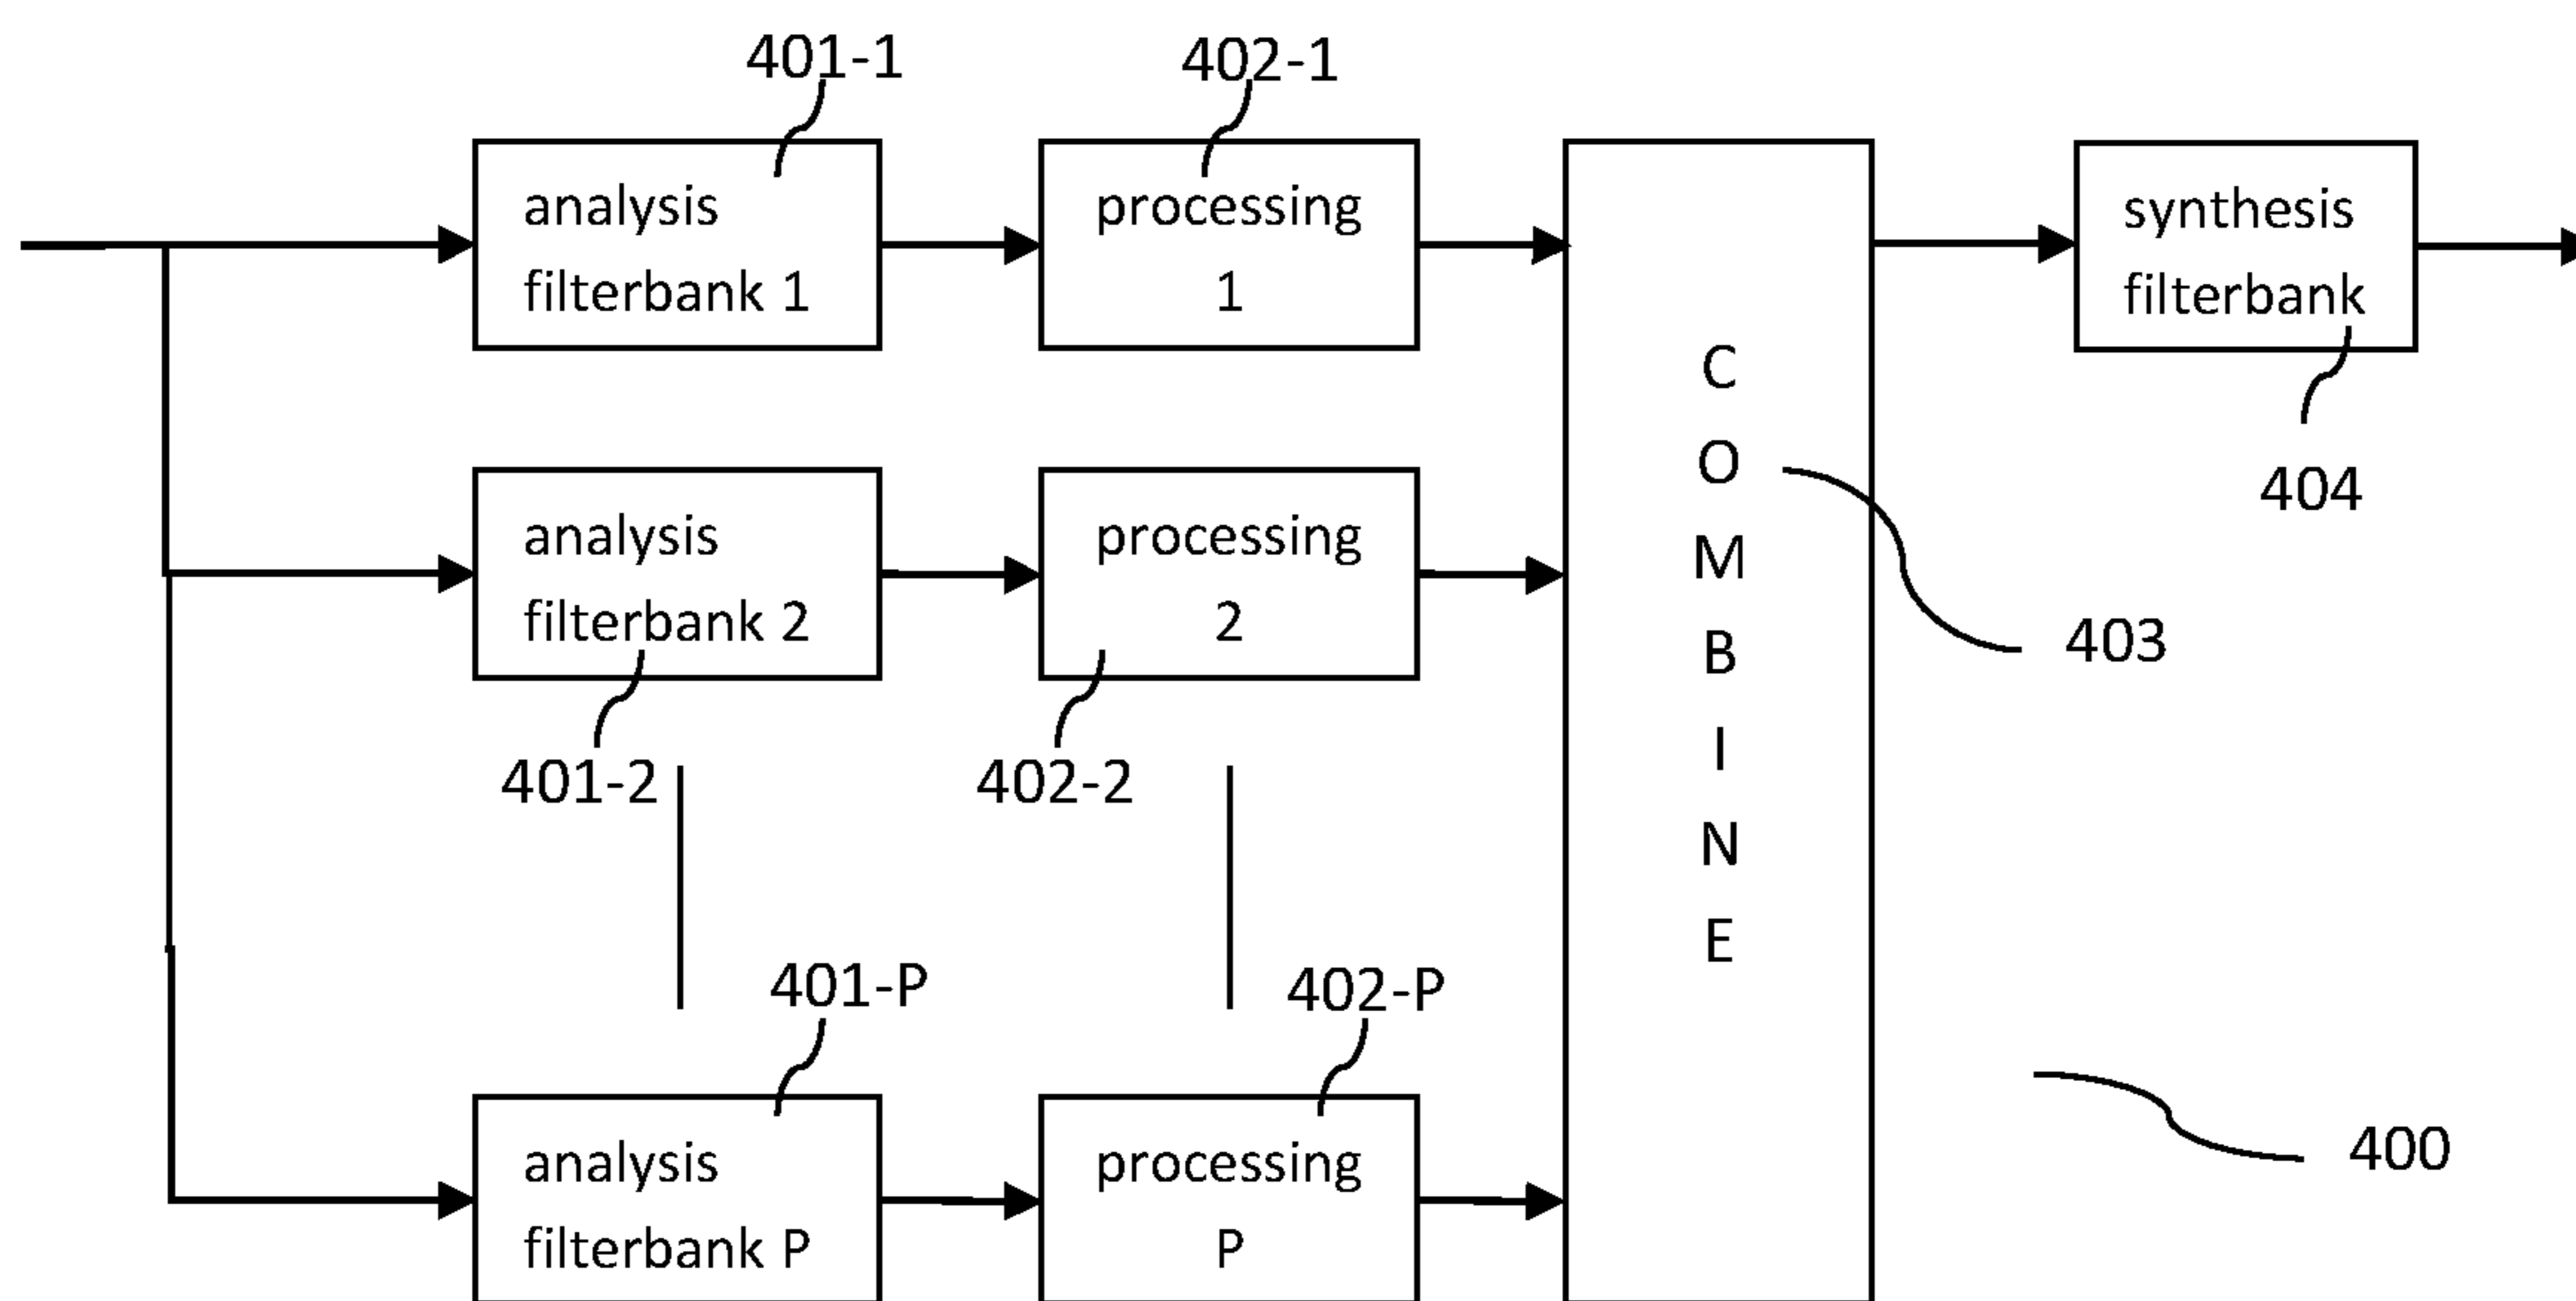 401-1
402-1
analysis
filterbank 1
processing
1
synthesis
filterbank
404
analysis
filterbank 2
processing
2
401-2
402-2
C
O
M
B
I
N
E
403
401-P
402-P
analysis
filterbank P
processing
P
400